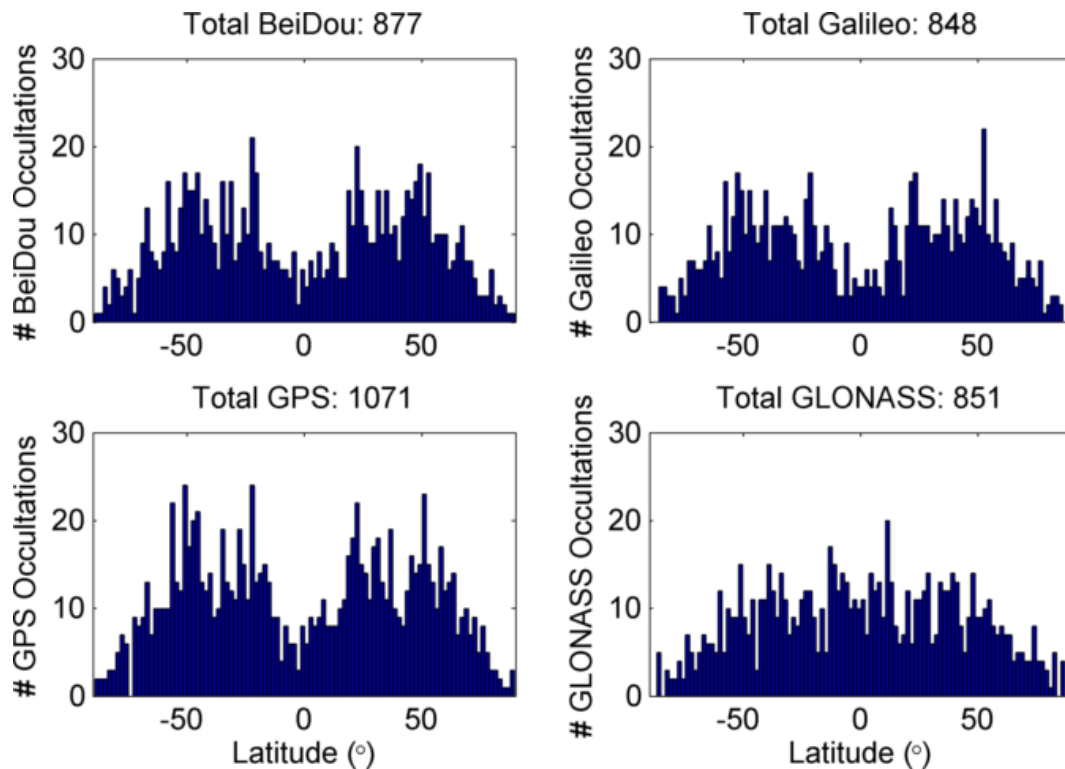 Total BeiDou: 877
# BeiDou Occultations
30
20
10
0
-50 0 50
Total Galileo: 848
# Galileo Occultations
30
20
10
0
-50 0 50
Total GPS: 1071
# GPS Occultations
30
20
10
0
-50 0 50
Latitude (°)
Total GLONASS: 851
# GLONASS Occultations
30
20
10
0
-50 0 50
Latitude (°)